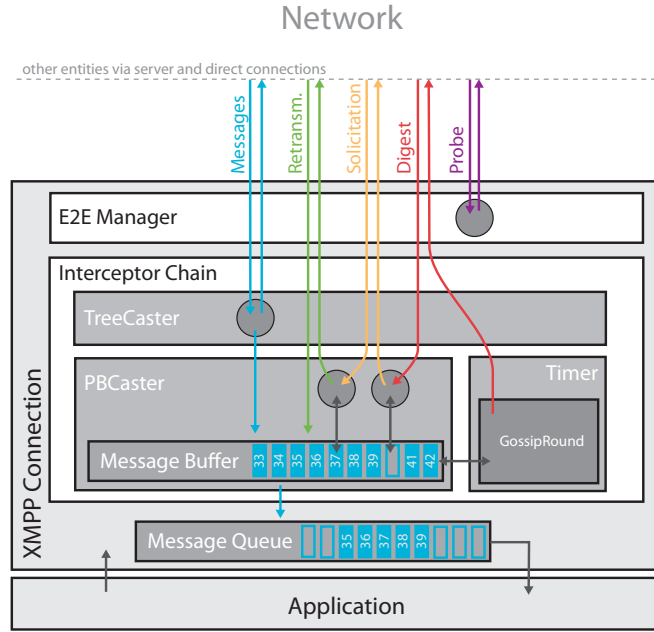 Network
other entities via server and direct connections
Messages
Retransm.
Solicitation
Digest
Probe
E2E Manager
Interceptor Chain
TreeCaster
PBCaster
Timer
GossipRound
Message Buffer
33
34
35
36
37
38
39
41
42
XMPP Connection
Message Queue
35
36
37
38
39
Application